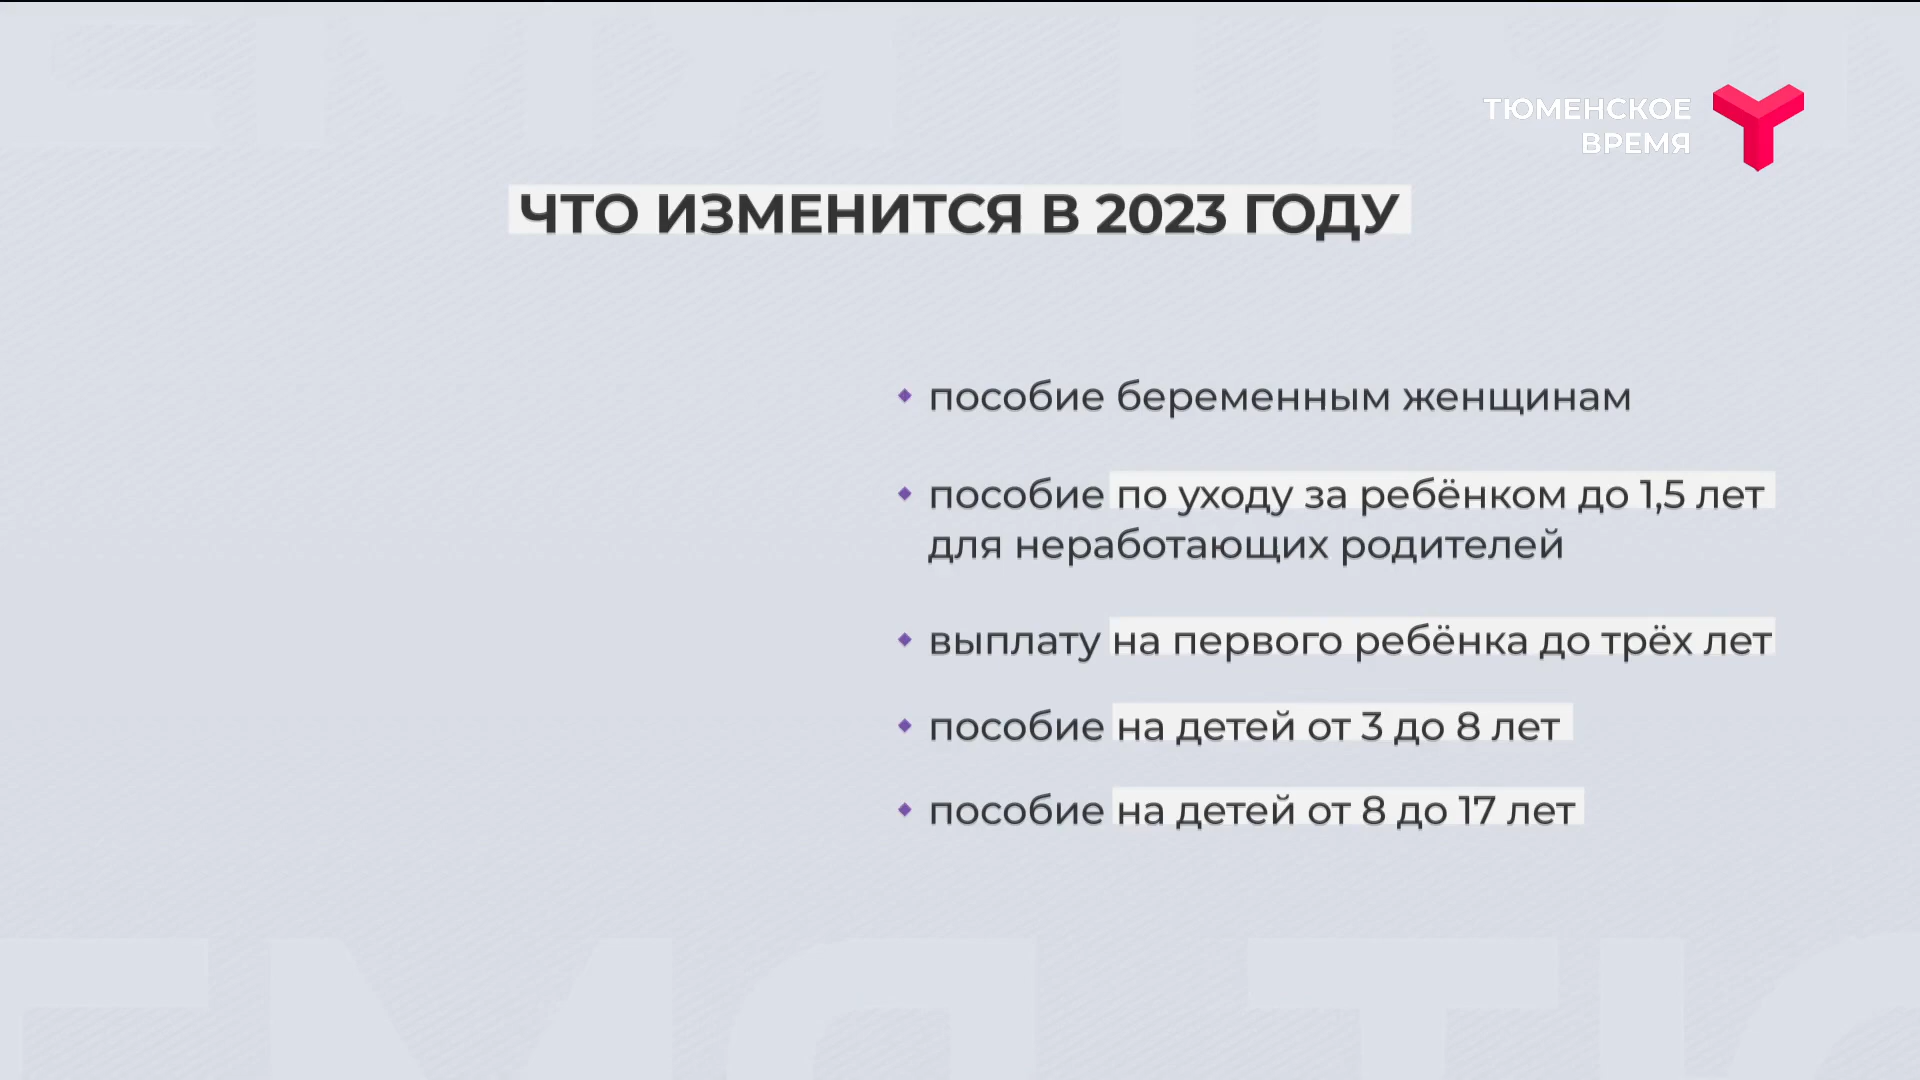 ТЮМЕНСКОЕ
ВРЕМЯ
ЧТО ИЗМЕНИТСЯ В 2023 ГОДУ
пособие беременным женщинам
пособие по уходу за ребёнком до 1,5 лет
для неработающих родителей
выплату на первого ребёнка до трёх лет
пособие на детей от 3 до 8 лет
пособие на детей от 8 до 17 лет